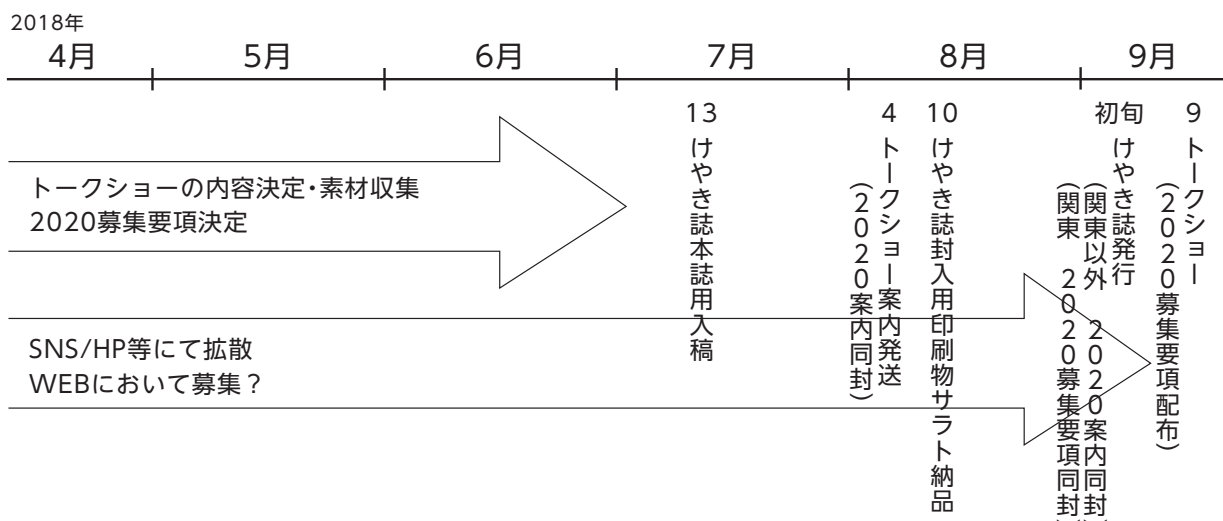 2018年
4月
5月
6月
7月
8月
9月
トークショーの内容決定・素材収集
2020募集要項決定
SNS/HP等にて拡散
WEBにおいて募集？
13
けやき誌本誌用入稿
4
トークショー案内発送
（2020案内同封）
10
けやき誌封入用印刷物サラト納品
初旬
けやき誌発行
（関東以外 2020案内同封
（関東 2020募集要項同封
9
トークショー
（2020募集要項配布）